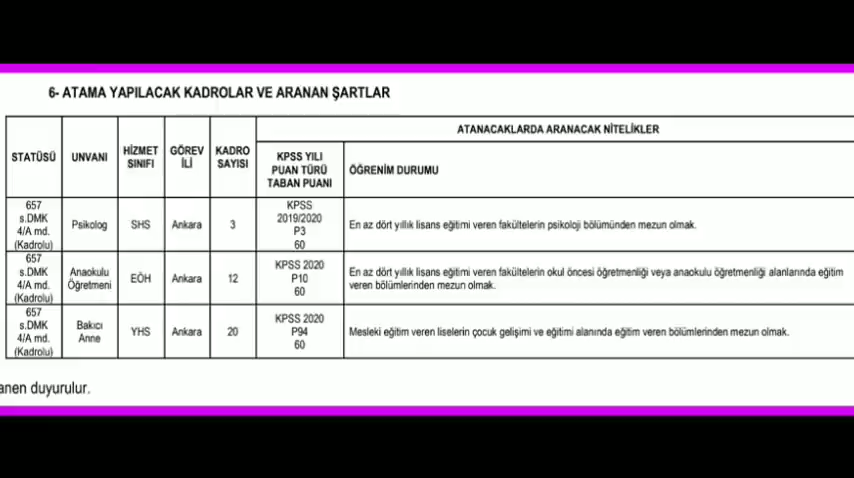 6- ATAMA YAPILACAK KADROLAR VE ARANAN ŞARTLAR
ATANACAKLARDA ARANACAK NİTELİKLER
STATÜSÜ
UNVANI
HİZMET
SINIFI
GÖREV
İLİ
KADRO
SAYISI
KPSS YILI
PUAN TÜRÜ
TABAN PUANI
ÖĞRENİM DURUMU
657
s.DMK
4/A md.
(Kadrolu)
Psikolog
SHS
Ankara
3
KPSS
2019/2020
P3
60
En az dört yıllık lisans eğitimi veren fakültelerin psikoloji bölümünden mezun olmak.
657
s.DMK
4/A md.
(Kadrolu)
Anaokulu
Öğretmeni
EÖH
Ankara
12
KPSS 2020
P10
60
En az dört yıllık lisans eğitimi veren fakültelerin okul öncesi öğretmenliği veya anaokulu öğretmenliği alanlarında eğitim
veren bölümlerinden mezun olmak.
657
s.DMK
4/A md.
(Kadrolu)
Bakıcı
Anne
YHS
Ankara
20
KPSS 2020
P94
60
Mesleki eğitim veren liselerin çocuk gelişimi ve eğitimi alanında eğitim veren bölümlerinden mezun olmak.
anen duyurulur.